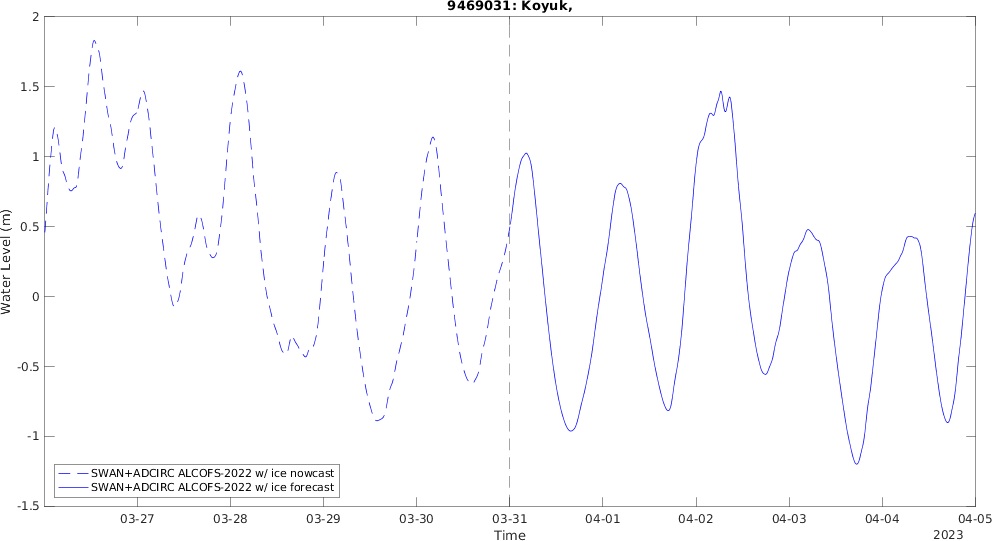 9469031: Koyuk,
2
1.5
1
0.5
0
-0.5
-1
-1.5
Water Level (m)
SWAN+ADCIRC ALCOFS-2022 w/ ice nowcast
SWAN+ADCIRC ALCOFS-2022 w/ ice forecast
03-27 03-28 03-29 03-30 03-31 04-01 04-02 04-03 04-04 04-05
Time
2023